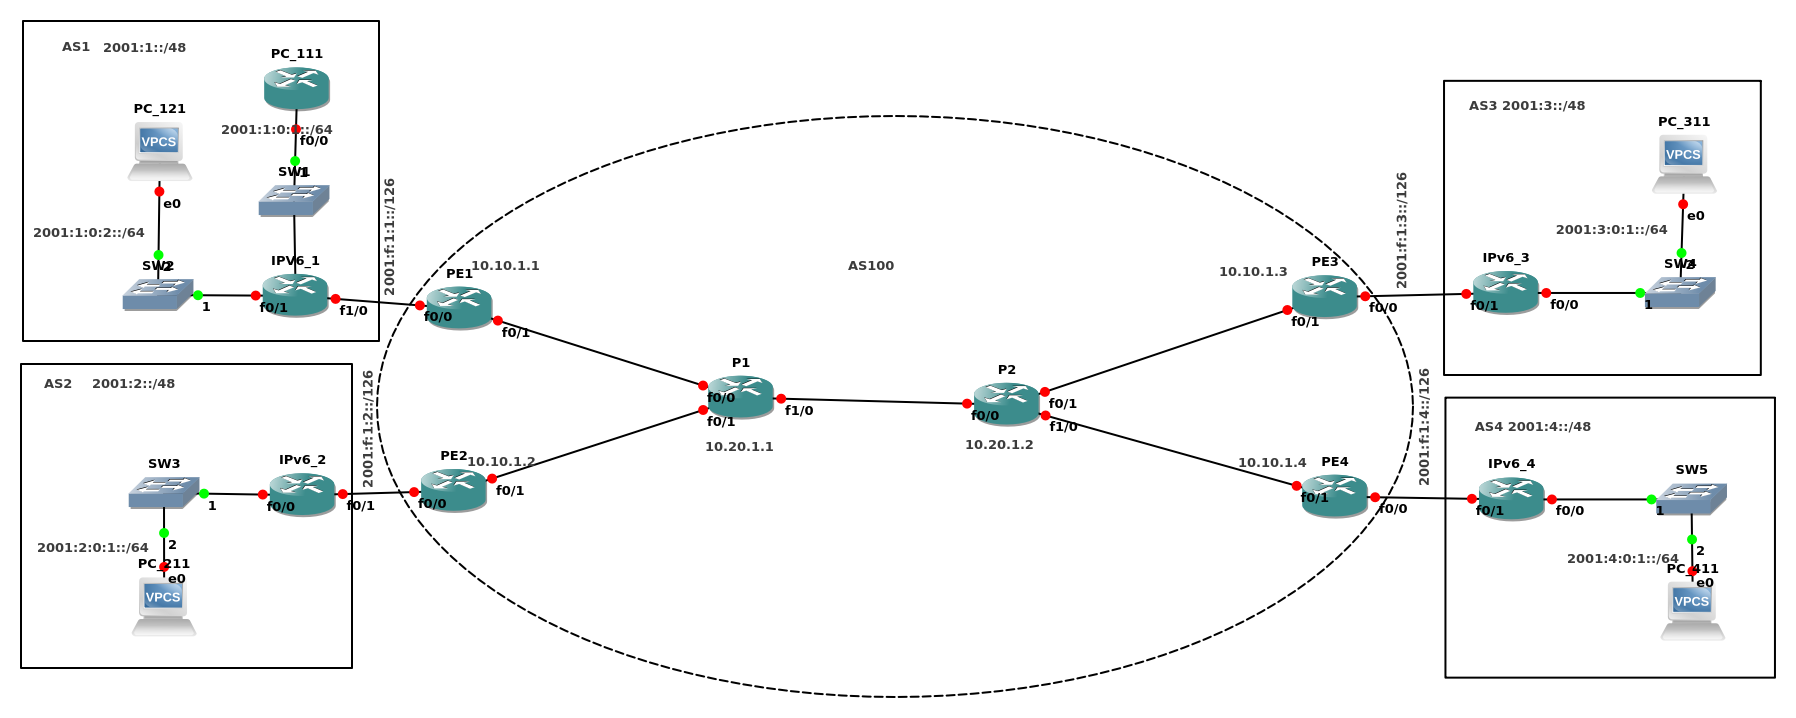 AS1 2001:1::/48
PC_111
PC_121
VPCS
2001:1:0:1::/64
f0/0
SW1
1
e0
2001:1:0:2::/64
SW2
2
1
IPV6_1
f0/1
f1/0
2001:f:1:1::/126
AS2 2001:2::/48
SW3
1
IPv6_2
f0/0
f0/1
2001:f:1:2::/126
2
2001:2:0:1::/64
PC_211
e0
VPCS
AS100
PE1
10.10.1.1
f0/0
f0/1
PE2
10.10.1.2
f0/0
f0/1
P1
f0/0
f0/1
f1/0
10.20.1.1
P2
f0/0
f0/1
f1/0
10.20.1.2
PE3
10.10.1.3
f0/1
f0/0
PE4
10.10.1.4
f0/1
f0/0
2001:f:1:3::/126
AS3 2001:3::/48
PC_311
VPCS
e0
2001:3:0:1::/64
IPv6_3
f0/1
f0/0
SW4
2
1
2001:f:1:4::/126
AS4 2001:4::/48
IPv6_4
f0/1
f0/0
SW5
1
2
2001:4:0:1::/64
PC_411
e0
VPCS